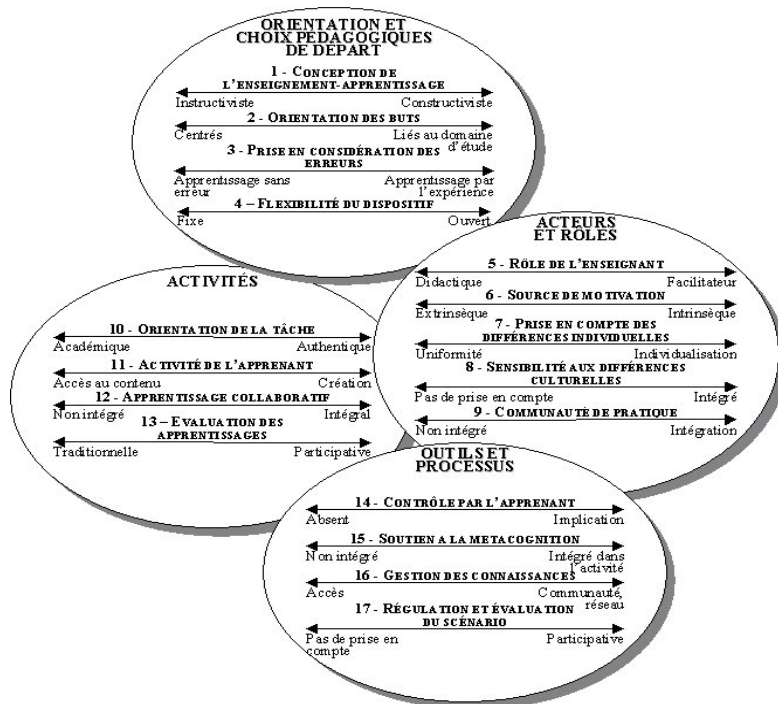 ORIENTATION ET
CHOIX PÉDAGOGIQUES
DE DÉPART
1 - CONCEPTION DE
L'ENSEIGNEMENT-APPRENTISSAGE
Instructiviste Constructiviste
2 - ORIENTATION DES BUTS
Centrés Liés au domaine
d'étude
3 - PRISE EN CONSIDÉRATION DES
ERREURS
Apprentissage sans Apprentissage par
erreur l'expérience
4 – FLEXIBILITÉ DU DISPOSITIF
Fixe Ouvert
ACTEURS
ET RÔLES
5 - RÔLE DE L'ENSEIGNANT
Didactique Facilitateur
6 - SOURCE DE MOTIVATION
Extrinsèque Intrinsèque
7 - PRISE EN COMPTE DES
DIFFÉRENCES INDIVIDUELLES
Uniformité Individualisation
8 - SENSIBILITÉ AUX DIFFÉRENCES
CULTURELLES
Pas de prise en compte Intégré
9 - COMMUNAUTÉ DE PRATIQUE
Non intégré Intégration
ACTIVITÉS
10 - ORIENTATION DE LA TÂCHE
Académique Authentique
11 - ACTIVITÉ DE L'APPRENANT
Accès au contenu Création
12 - APPRENTISSAGE COLLABORATIF
Non intégré Intégral
13 – EVALUATION DES
APPRENTISSAGES
Traditionnelle Participative
OUTILS ET
PROCESSUS
14 - CONTRÔLE PAR L'APPRENANT
Absent Implication
15 - SOUTIEN A LA METACOGNITION
Non intégré Intégré dans
l'activité
16 - GESTION DES CONNAISSANCES
Accès Communauté,
réseau
17 - RÉGULATION ET ÉVALUATION
DU SCÉNARIO
Pas de prise en Participative
compte